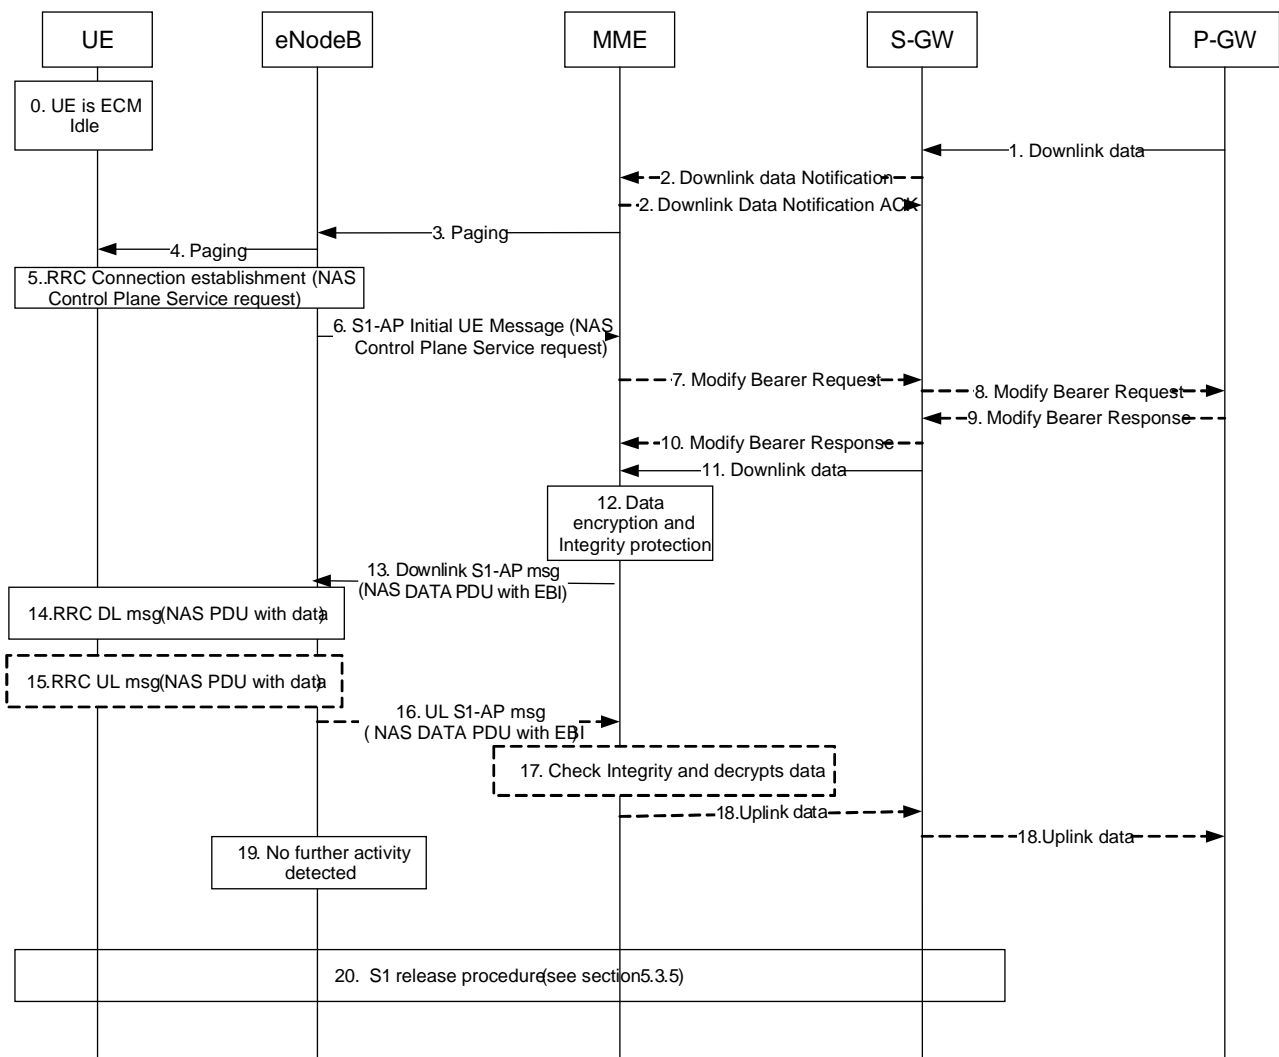 UE
eNodeB
MME
S-GW
P-GW
0. UE is ECM
Idle
1. Downlink data
2. Downlink data Notification
2. Downlink Data Notification ACK
3. Paging
4. Paging
5..RRC Connection establishment (NAS
Control Plane Service request)
6. S1-AP Initial UE Message (NAS
Control Plane Service request)
7. Modify Bearer Request
8. Modify Bearer Request
9. Modify Bearer Response
10. Modify Bearer Response
11. Downlink data
12. Data
encryption and
Integrity protection
13. Downlink S1-AP msg
(NAS DATA PDU with EBI)
14.RRC DL msg(NAS PDU with data)
15.RRC UL msg(NAS PDU with data)
16. UL S1-AP msg
( NAS DATA PDU with EBI
17. Check Integrity and decrypts data
18.Uplink data
18.Uplink data
19. No further activity
detected
20. S1 release procedure(see section5.3.5)